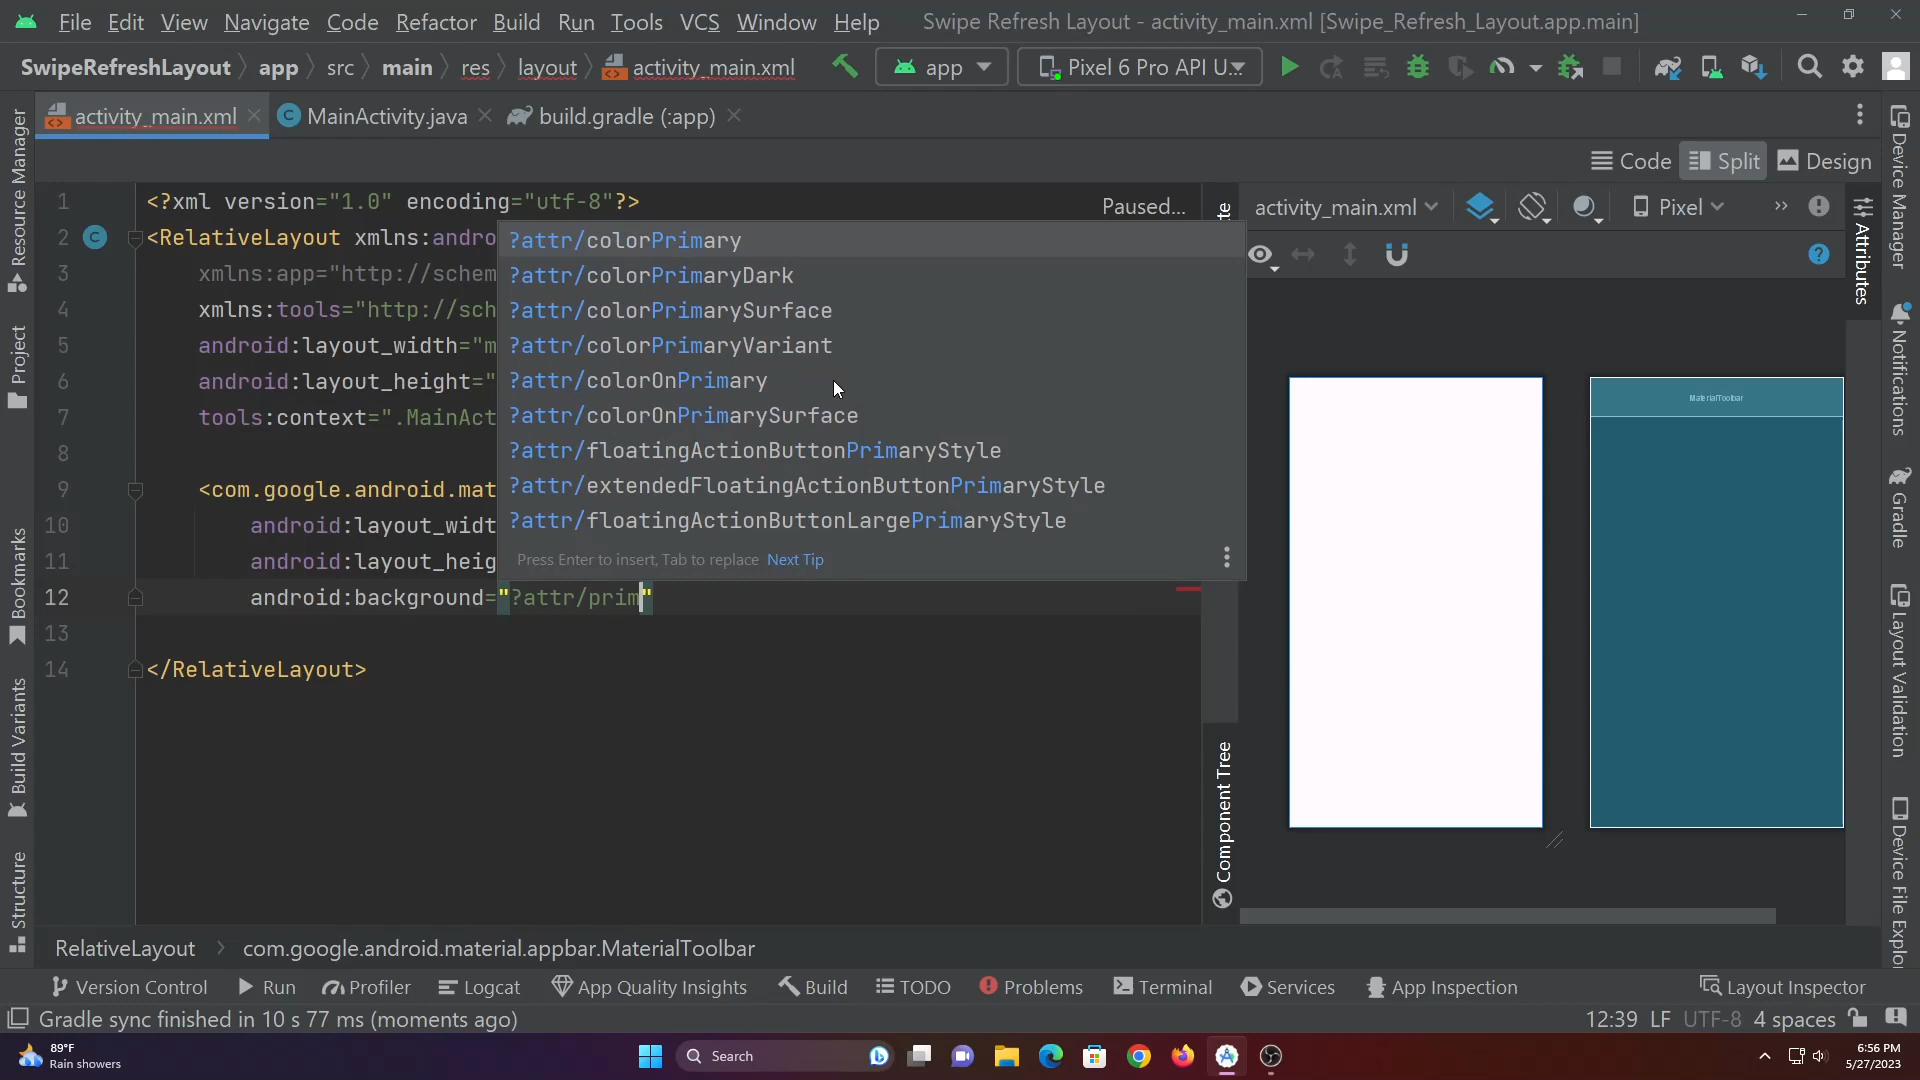 File Edit View Navigate Code Refactor Build Run Tools VCS Window Help Swipe Refresh Layout - activity_main.xml [Swipe_Refresh_Layout.app.main]
SwipeRefreshLayout app src main res layout activity_main.xml app Pixel 6 Pro API U...
activity_main.xml MainActivity.java build.gradle (:app)
Code Split Design
Resource Manager
Project
Bookmarks
Build Variants
Structure
1 <?xml version="1.0" encoding="utf-8"?>
Paused...
2 <RelativeLayout xmlns:andro
3 xmlns:app="http://schem
4 xmlns:tools="http://sch
5 android:layout_width="m
6 android:layout_height="
7 tools:context=".MainAct
8
9 <com.google.android.mat
10 android:layout_widt
11 android:layout_heig
12 android:background="?attr/prim"
13
14 </RelativeLayout>
?attr/colorPrimary
?attr/colorPrimaryDark
?attr/colorPrimarySurface
?attr/colorPrimaryVariant
?attr/colorOnPrimary
?attr/colorOnPrimarySurface
?attr/floatingActionButtonPrimaryStyle
?attr/extendedFloatingActionButtonPrimaryStyle
?attr/floatingActionButtonLargePrimaryStyle
Press Enter to insert, Tab to replace Next Tip
te
Component Tree
activity_main.xml Pixel
MaterialToolbar
Attributes
Device Manager
Notifications
Gradle
Layout Validation
Device File Explo
RelativeLayout com.google.android.material.appbar.MaterialToolbar
Version Control Run Profiler Logcat App Quality Insights Build TODO Problems Terminal Services App Inspection Layout Inspector
Gradle sync finished in 10 s 77 ms (moments ago) 12:39 LF UTF-8 4 spaces
89°F
Rain showers
Search
6:56 PM
5/27/2023